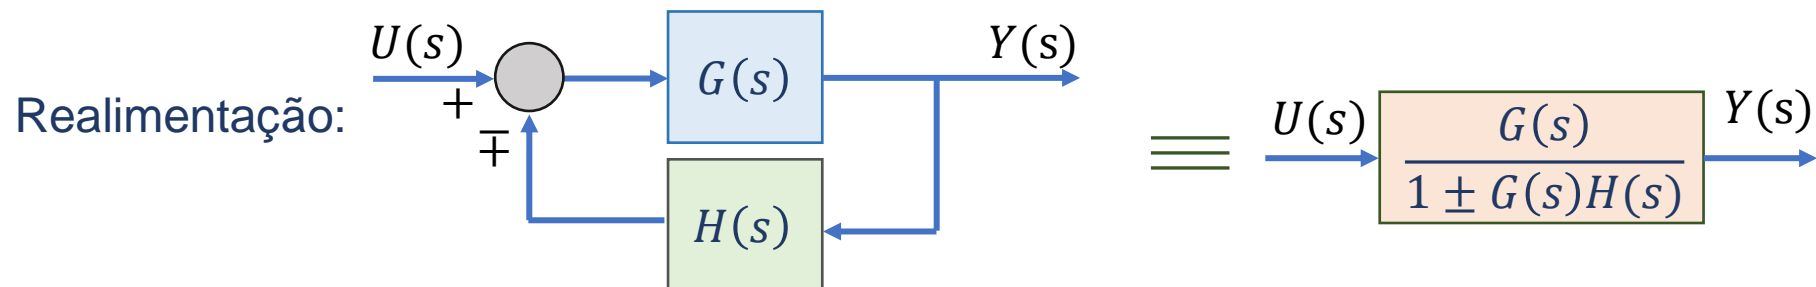 Realimentação:
U(s)
+
∓
G(s)
H(s)
Y(s)
U(s)
G(s)
1 ± G(s)H(s)
Y(s)